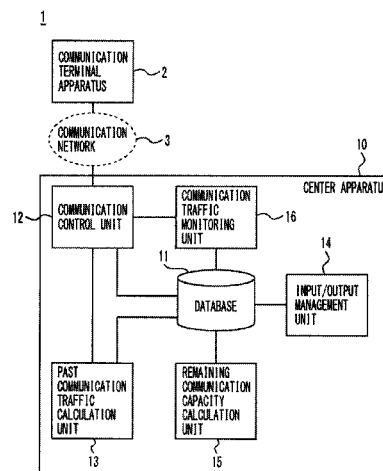 1
COMMUNICATION
TERMINAL
APPARATUS
2
COMMUNICATION
NETWORK
3
10
CENTER APPARATU
12
COMMUNICATION
CONTROL UNIT
COMMUNICATION
TRAFFIC
MONITORING
UNIT
16
11
14
DATABASE
INPUT/OUTPUT
MANAGEMENT
UNIT
PAST
COMMUNICATION
TRAFFIC
CALCULATION
UNIT
REMAINING
COMMUNICATION
CAPACITY
CALCULATION
UNIT
13
15